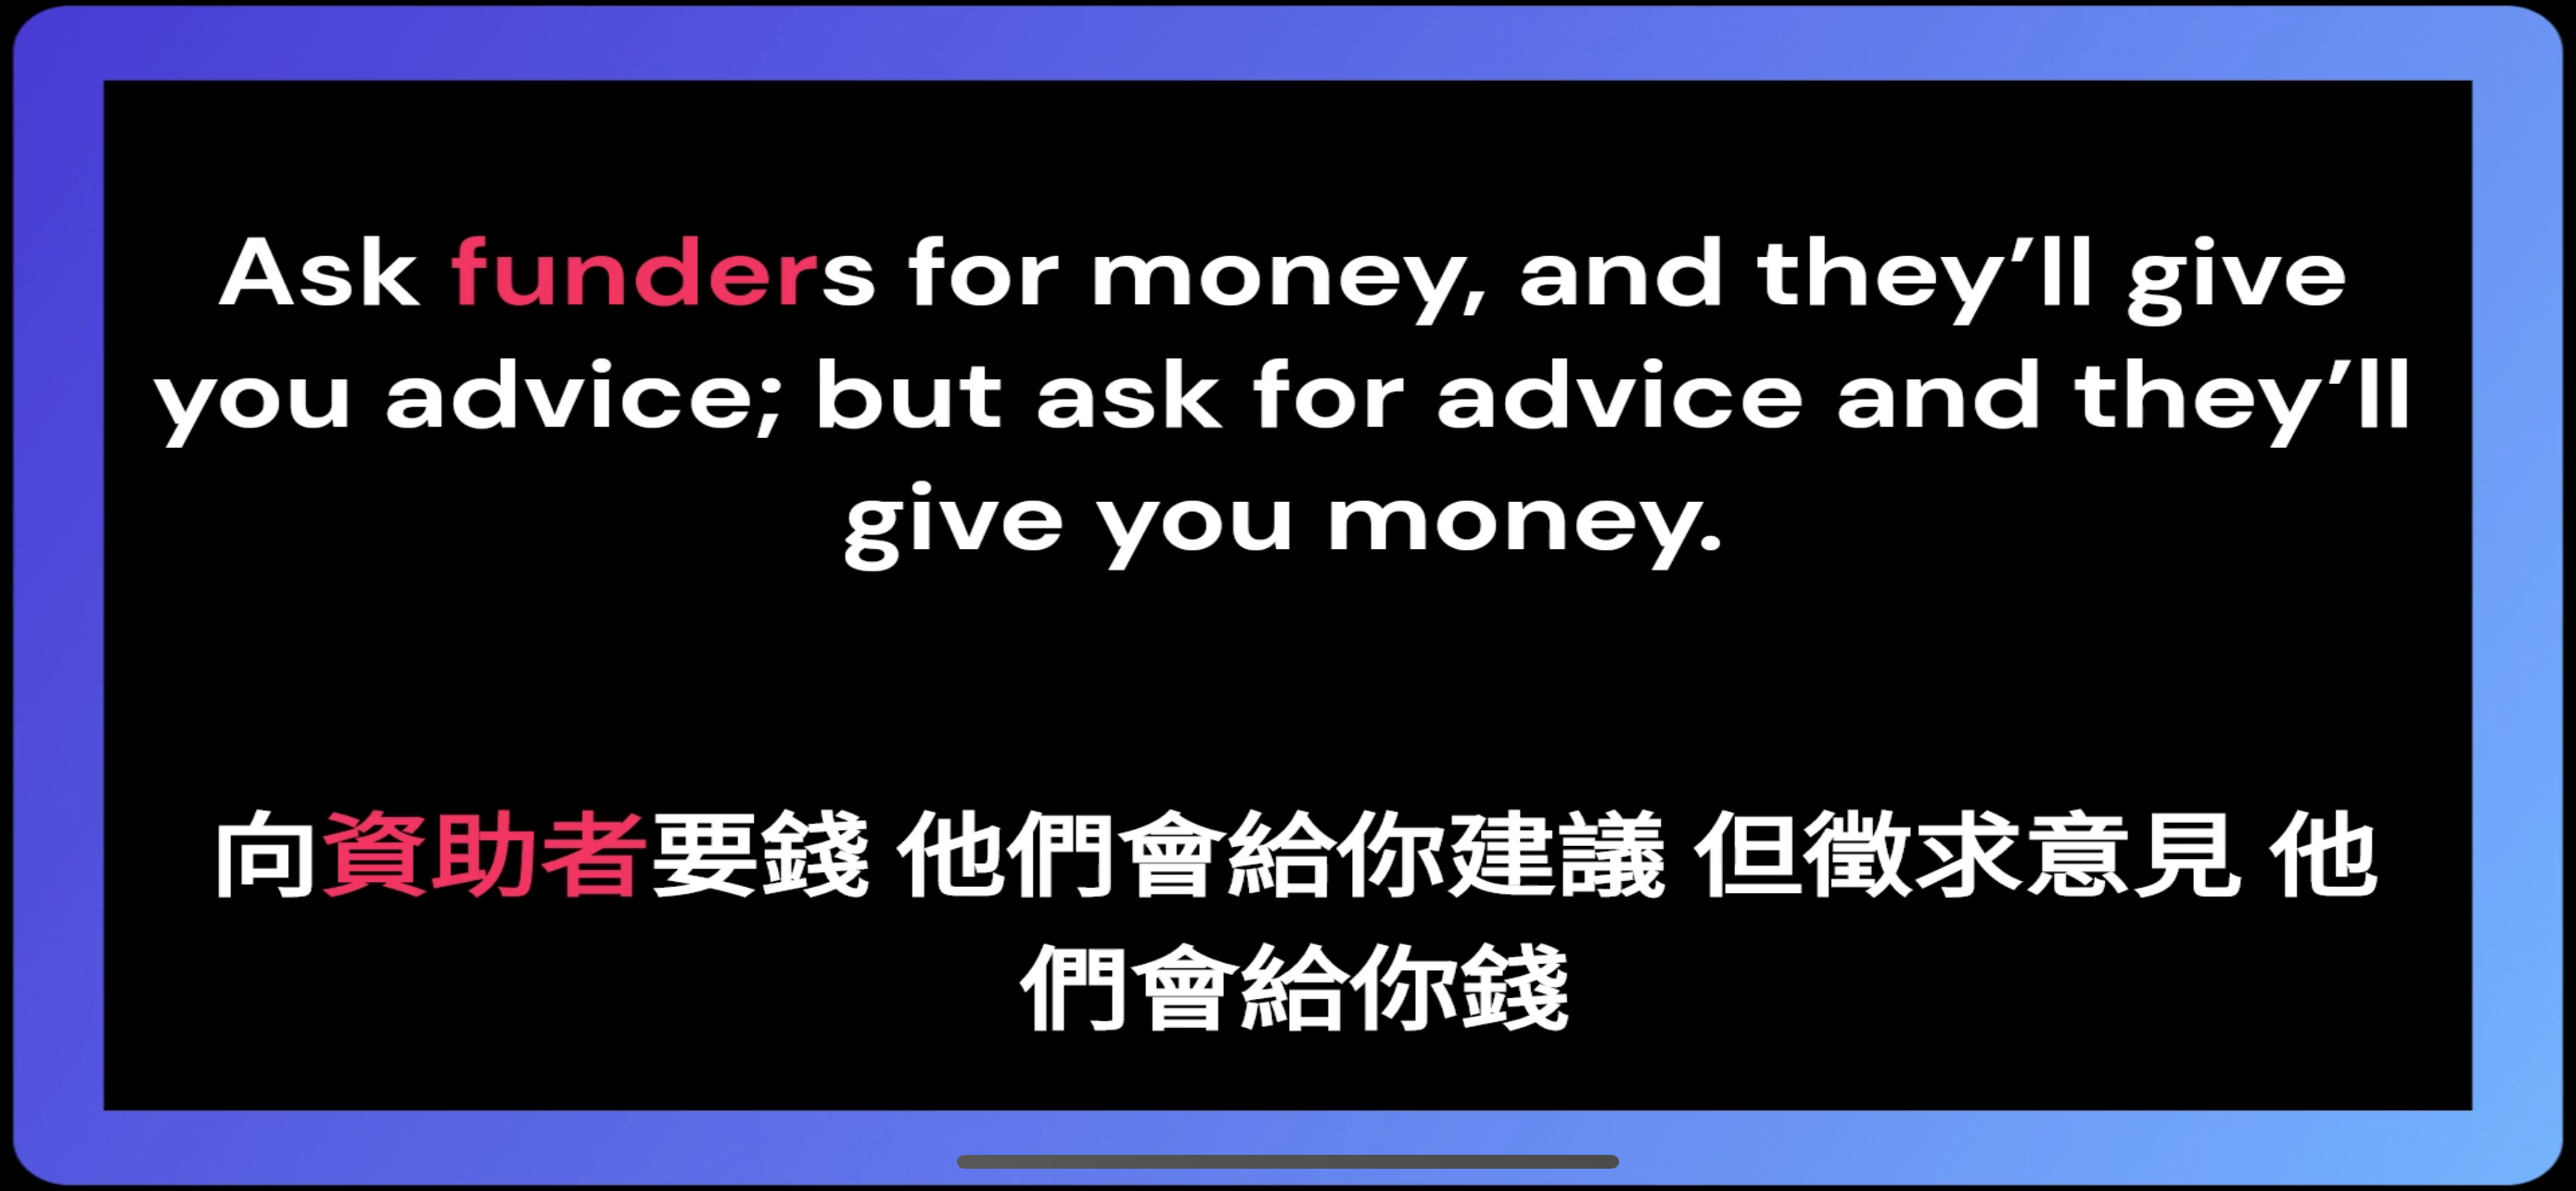 Ask funders for money, and they’ll give
you advice; but ask for advice and they’ll
give you money.
向資助者要錢 他們會給你建議 但徵求意見 他
們會給你錢